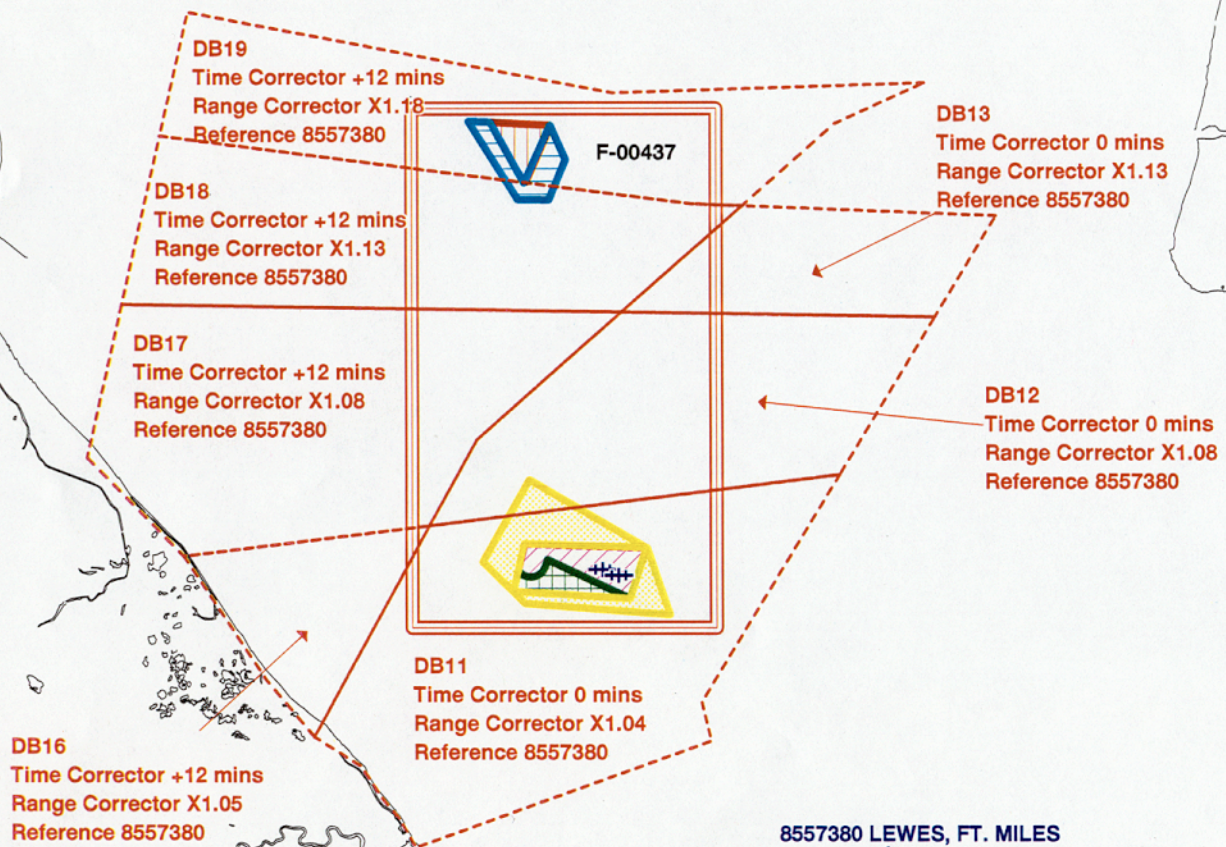 DB19
Time Corrector +12 mins
Range Corrector X1.18
Reference 8557380
F-00437
DB13
Time Corrector 0 mins
Range Corrector X1.13
Reference 8557380
DB18
Time Corrector +12 mins
Range Corrector X1.13
Reference 8557380
DB17
Time Corrector +12 mins
Range Corrector X1.08
Reference 8557380
DB12
Time Corrector 0 mins
Range Corrector X1.08
Reference 8557380
DB11
Time Corrector 0 mins
Range Corrector X1.04
Reference 8557380
DB16
Time Corrector +12 mins
Range Corrector X1.05
Reference 8557380
8557380 LEWES, FT. MILES